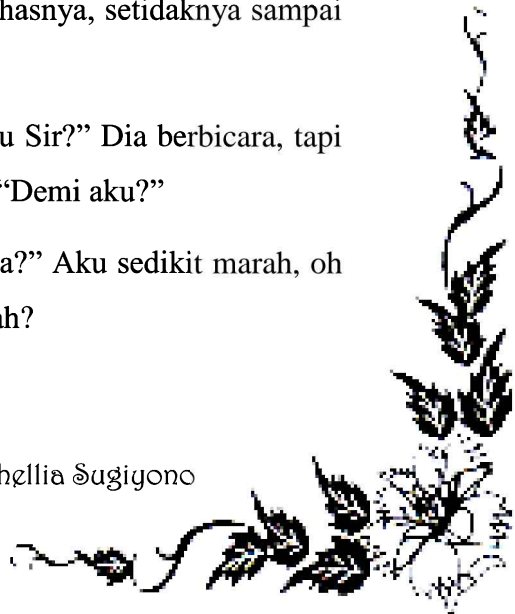 hasnya, setidaknya sampai
u Sir?” Dia berbicara, tapi
“Demi aku?”
a?” Aku sedikit marah, oh
ah?
hellia Sugiyono